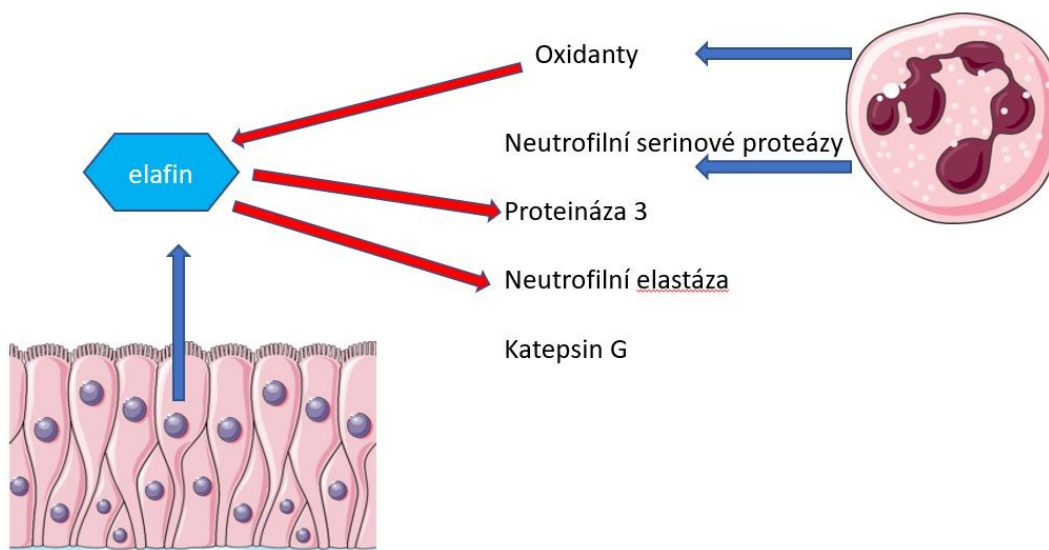 Oxidanty
Neutrofilní serinové proteázy
elafin
Proteináza 3
Neutrofilní elastáza
Katepsin G